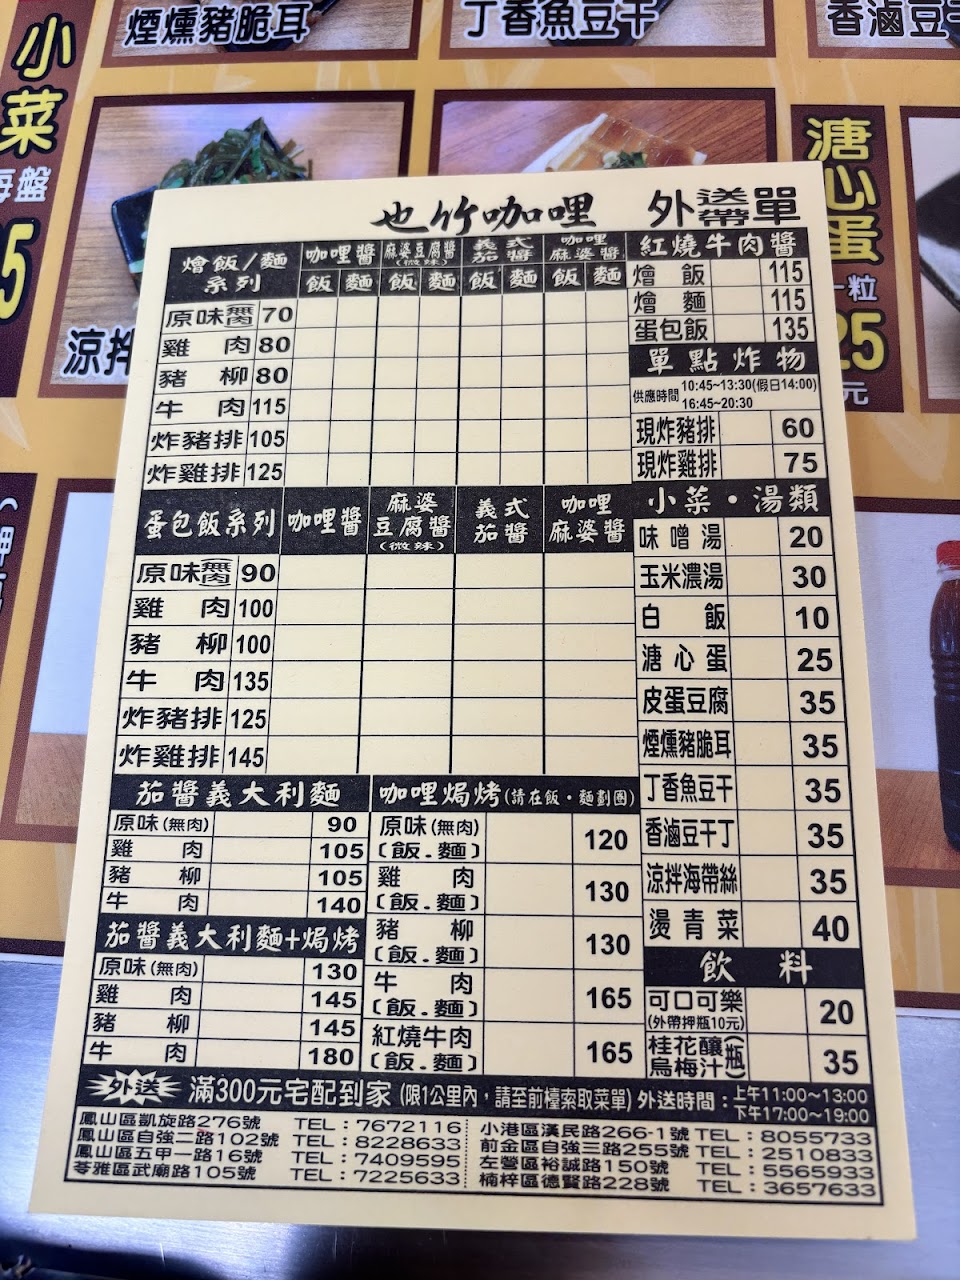 煙燻豬脆耳
丁香魚豆干
香滷豆干
小菜
每盤
5
涼拌
溏心蛋
一粒
25
元
也竹咖哩 外送帶單
燴飯/麵系列
咖哩醬 麻婆豆腐醬(微辣) 義式茄醬 咖哩麻婆醬
飯 麵 飯 麵 飯 麵 飯 麵
原味(無肉) 70
雞肉 80
豬柳 80
牛肉 115
炸豬排 105
炸雞排 125
蛋包飯系列 咖哩醬 麻婆豆腐醬(微辣) 義式茄醬 咖哩麻婆醬
原味(無肉) 90
雞肉 100
豬柳 100
牛肉 135
炸豬排 125
炸雞排 145
茄醬義大利麵
原味(無肉) 90
雞肉 105
豬柳 105
牛肉 140
茄醬義大利麵+焗烤
原味(無肉) 130
雞肉 145
豬柳 145
牛肉 180
咖哩焗烤(請在飯・麵劃圈)
原味(無肉)
〔飯.麵〕 120
雞肉
〔飯.麵〕 130
豬柳
〔飯.麵〕 130
牛肉
〔飯.麵〕 165
紅燒牛肉
〔飯.麵〕 165
紅燒牛肉醬
燴飯 115
燴麵 115
蛋包飯 135
單點炸物
供應時間 10:45~13:30(假日14:00)
16:45~20:30
現炸豬排 60
現炸雞排 75
小菜・湯類
味噌湯 20
玉米濃湯 30
白飯 10
溏心蛋 25
皮蛋豆腐 35
煙燻豬脆耳 35
丁香魚豆干 35
香滷豆干丁 35
涼拌海帶絲 35
燙青菜 40
飲料
可口可樂 20
(外帶押瓶10元)
桂花釀烏梅汁(瓶) 35
外送 滿300元宅配到家 (限1公里內,請至前檯索取菜單) 外送時間:上午11:00~13:00
下午17:00~19:00
鳳山區凱旋路276號 TEL:7672116
鳳山區自強二路102號 TEL:8228633
鳳山區五甲一路16號 TEL:7409595
苓雅區武廟路105號 TEL:7225633
小港區漢民路266-1號 TEL:8055733
前金區自強三路255號 TEL:2510833
左營區裕誠路150號 TEL:5565933
楠梓區德賢路228號 TEL:3657633